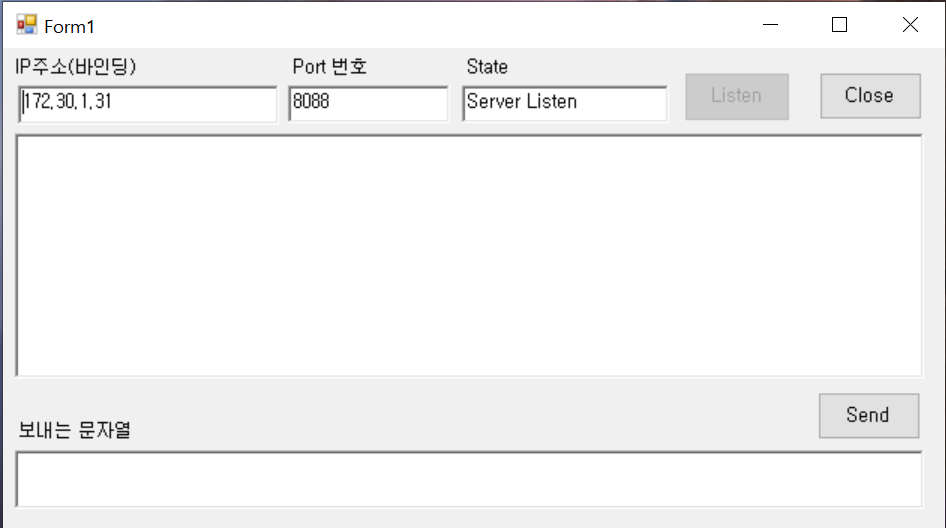 Form1
IP주소(바인딩) Port 번호 State
172.30.1.31 8088 Server Listen Listen Close
Send
보내는 문자열